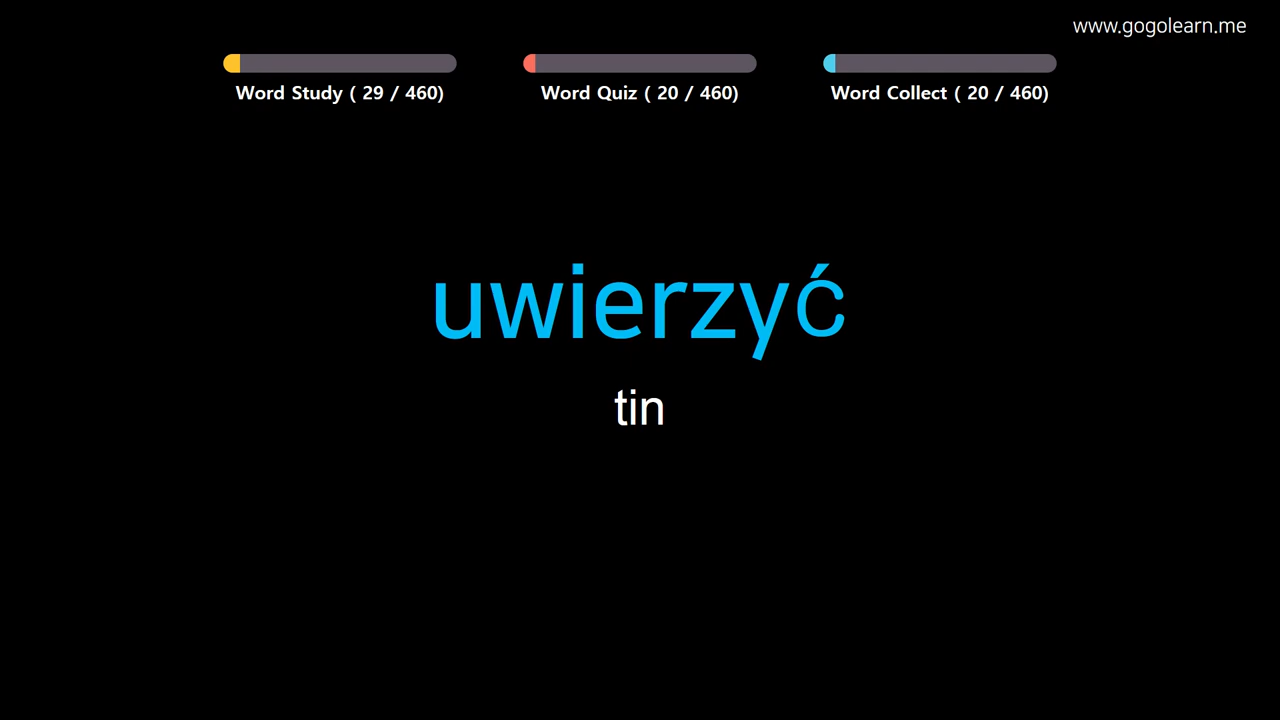 www.gogolearn.me
Word Study ( 29 / 460)
Word Quiz ( 20 / 460)
Word Collect ( 20 / 460)
uwierzyć
tin